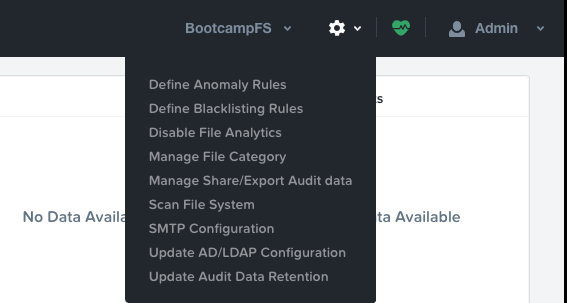 BootcampFS
Admin
Define Anomaly Rules
Define Blacklisting Rules
Disable File Analytics
Manage File Category
Manage Share/Export Audit data
Scan File System
SMTP Configuration
Update AD/LDAP Configuration
Update Audit Data Retention
No Data Availa
ta Available